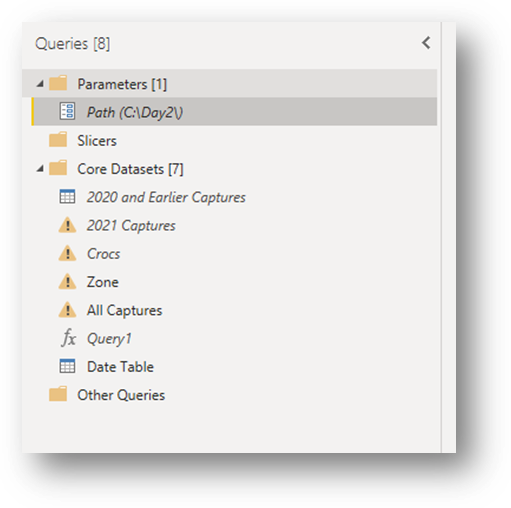 Queries [8]
Parameters [1]
Path (C:\Day2\)
Slicers
Core Datasets [7]
2020 and Earlier Captures
2021 Captures
Crocs
Zone
All Captures
fx Query1
Date Table
Other Queries